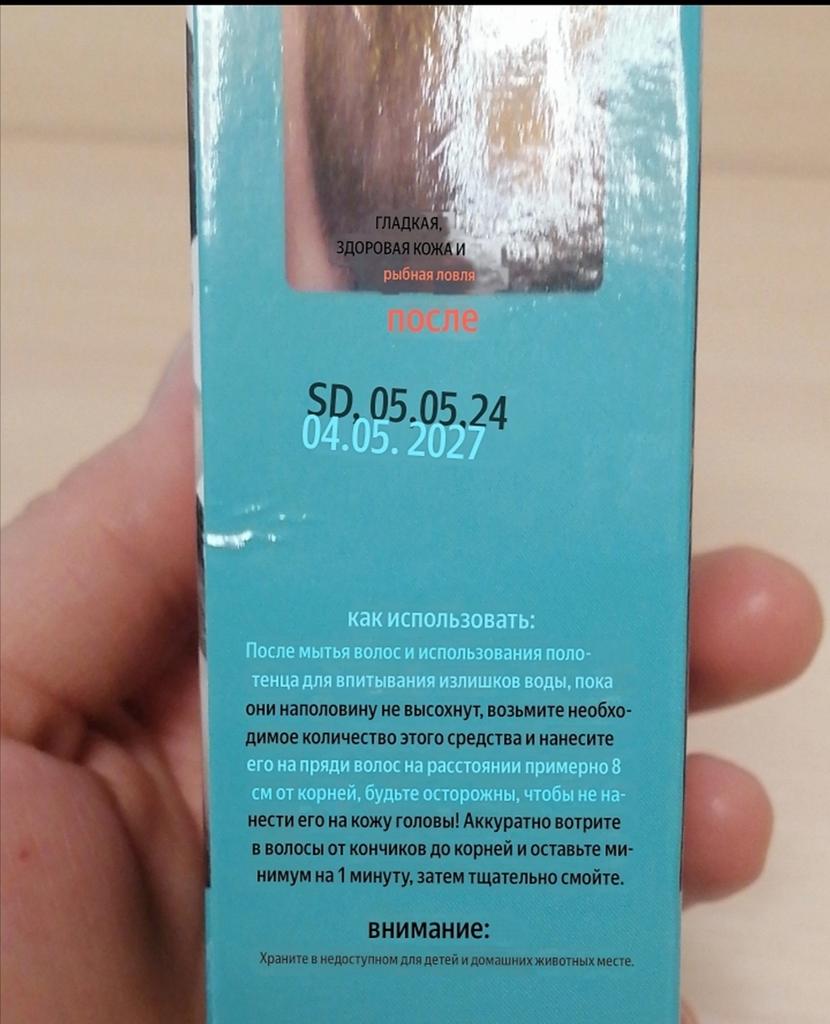 ГЛАДКАЯ,
ЗДОРОВАЯ КОЖА И
рыбная ловля
после
SD, 05.05.24
04.05. 2027
как использовать:
После мытья волос и использования поло-
тенца для впитывания излишков воды, пока
они наполовину не высохнут, возьмите необхо-
димое количество этого средства и нанесите
его на пряди волос на расстоянии примерно 8
см от корней, будьте осторожны, чтобы не на-
нести его на кожу головы! Аккуратно вотрите
в волосы от кончиков до корней и оставьте ми-
нимум на 1 минуту, затем тщательно смойте.
внимание:
Храните в недоступном для детей и домашних животных месте.